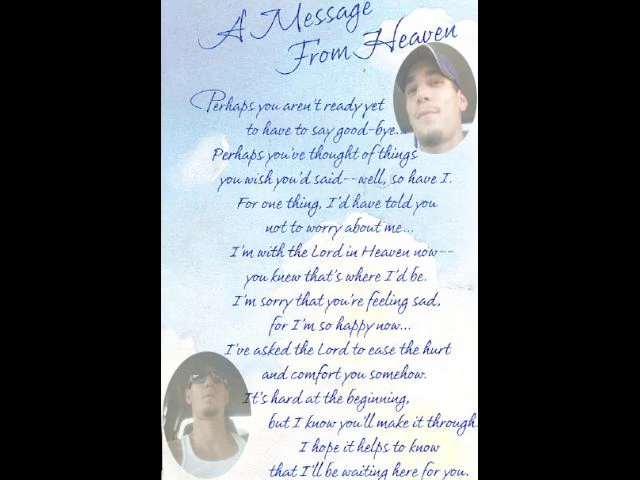 A Message
From Heaven
Perhaps you aren't ready yet
to have to say good-bye...
Perhaps you've thought of things
you wish you'd said--well, so have I.
For one thing, I'd have told you
not to worry about me...
I'm with the Lord in Heaven now--
you knew that's where I'd be.
I'm sorry that you're feeling sad,
for I'm so happy now...
I've asked the Lord to ease the hurt
and comfort you somehow.
It's hard at the beginning,
but I know you'll make it through.
I hope it helps to know
that I'll be waiting here for you.